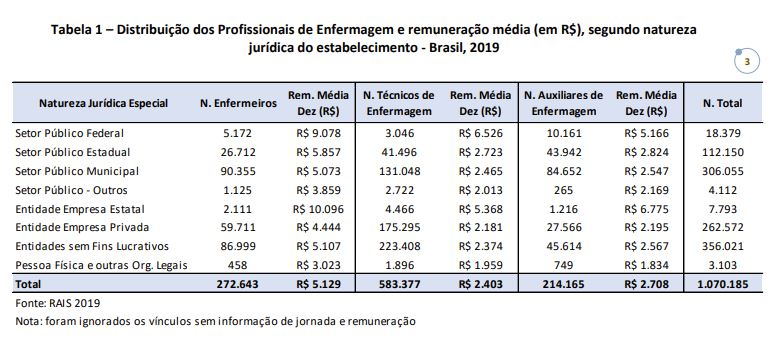 Tabela 1 – Distribuição dos Profissionais de Enfermagem e remuneração média (em R$), segundo natureza
jurídica do estabelecimento - Brasil, 2019
3
Natureza Jurídica Especial N. Enfermeiros Rem. Média Dez (R$) N. Técnicos de Enfermagem Rem. Média Dez (R$) N. Auxiliares de Enfermagem Rem. Média Dez (R$) N. Total
Setor Público Federal 5.172 R$ 9.078 3.046 R$ 6.526 10.161 R$ 5.166 18.379
Setor Público Estadual 26.712 R$ 5.857 41.496 R$ 2.723 43.942 R$ 2.824 112.150
Setor Público Municipal 90.355 R$ 5.073 131.048 R$ 2.465 84.652 R$ 2.547 306.055
Setor Público - Outros 1.125 R$ 3.859 2.722 R$ 2.013 265 R$ 2.169 4.112
Entidade Empresa Estatal 2.111 R$ 10.096 4.466 R$ 5.368 1.216 R$ 6.775 7.793
Entidade Empresa Privada 59.711 R$ 4.444 175.295 R$ 2.181 27.566 R$ 2.195 262.572
Entidades sem Fins Lucrativos 86.999 R$ 5.107 223.408 R$ 2.374 45.614 R$ 2.567 356.021
Pessoa Física e outras Org. Legais 458 R$ 3.023 1.896 R$ 1.959 749 R$ 1.834 3.103
Total 272.643 R$ 5.129 583.377 R$ 2.403 214.165 R$ 2.708 1.070.185
Fonte: RAIS 2019
Nota: foram ignorados os vínculos sem informação de jornada e remuneração